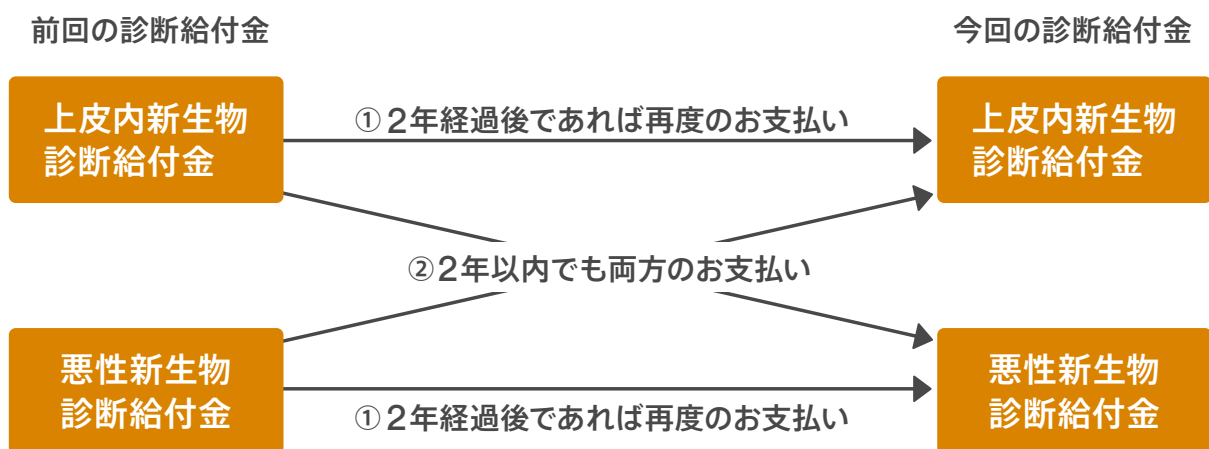 前回の診断給付金
今回の診断給付金
上皮内新生物
診断給付金
①2年経過後であれば再度のお支払い
上皮内新生物
診断給付金
②2年以内でも両方のお支払い
悪性新生物
診断給付金
①2年経過後であれば再度のお支払い
悪性新生物
診断給付金